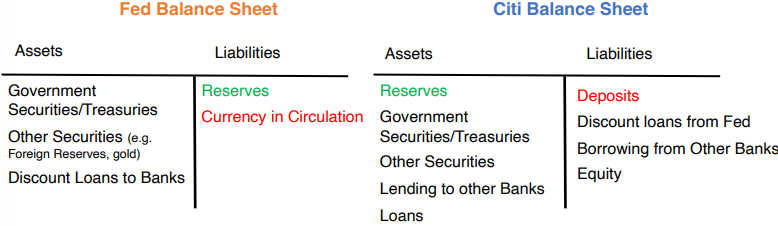 Fed Balance Sheet
Assets
Liabilities
Government
Securities/Treasuries
Other Securities (e.g.
Foreign Reserves, gold)
Discount Loans to Banks
Reserves
Currency in Circulation
Citi Balance Sheet
Assets
Liabilities
Reserves
Government
Securities/Treasuries
Other Securities
Lending to other Banks
Loans
Deposits
Discount loans from Fed
Borrowing from Other Banks
Equity